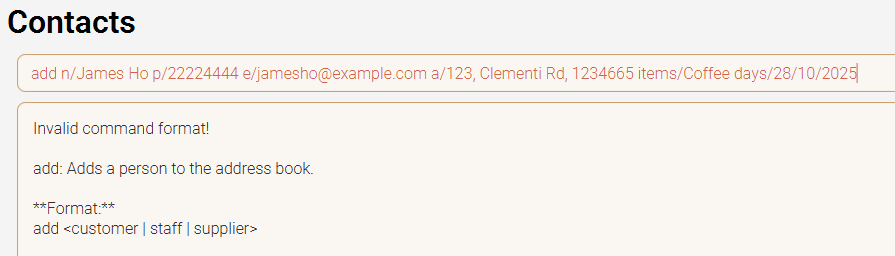 Contacts
add n/James Ho p/22224444 e/jamesho@example.com a/123, Clementi Rd, 1234665 items/Coffee days/28/10/2025
Invalid command format!
add: Adds a person to the address book.
**Format:**
add <customer | staff | supplier>